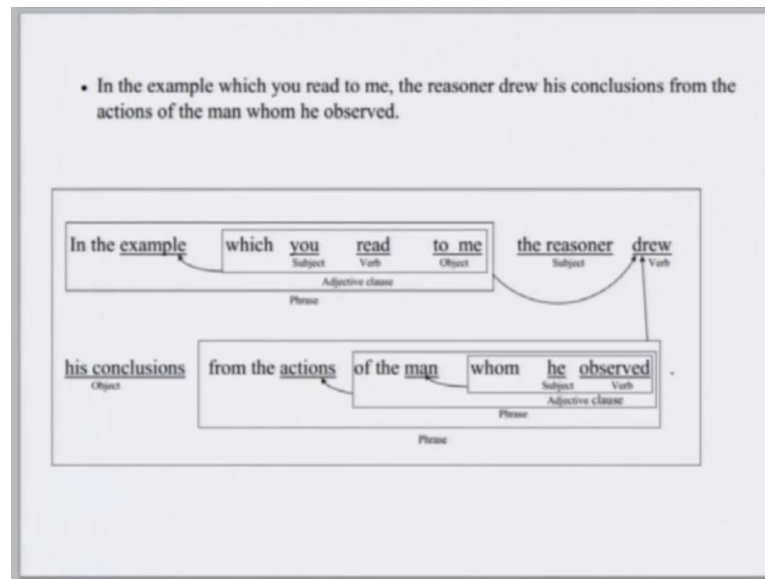 • In the example which you read to me, the reasoner drew his conclusions from the
actions of the man whom he observed.
In the example which you read to me the reasoner drew
Subject Verb Object Subject Verb
Adjective clause
Phrase
his conclusions from the actions of the man whom he observed .
Object Subject Verb
Adjective clause
Phrase
Phrase